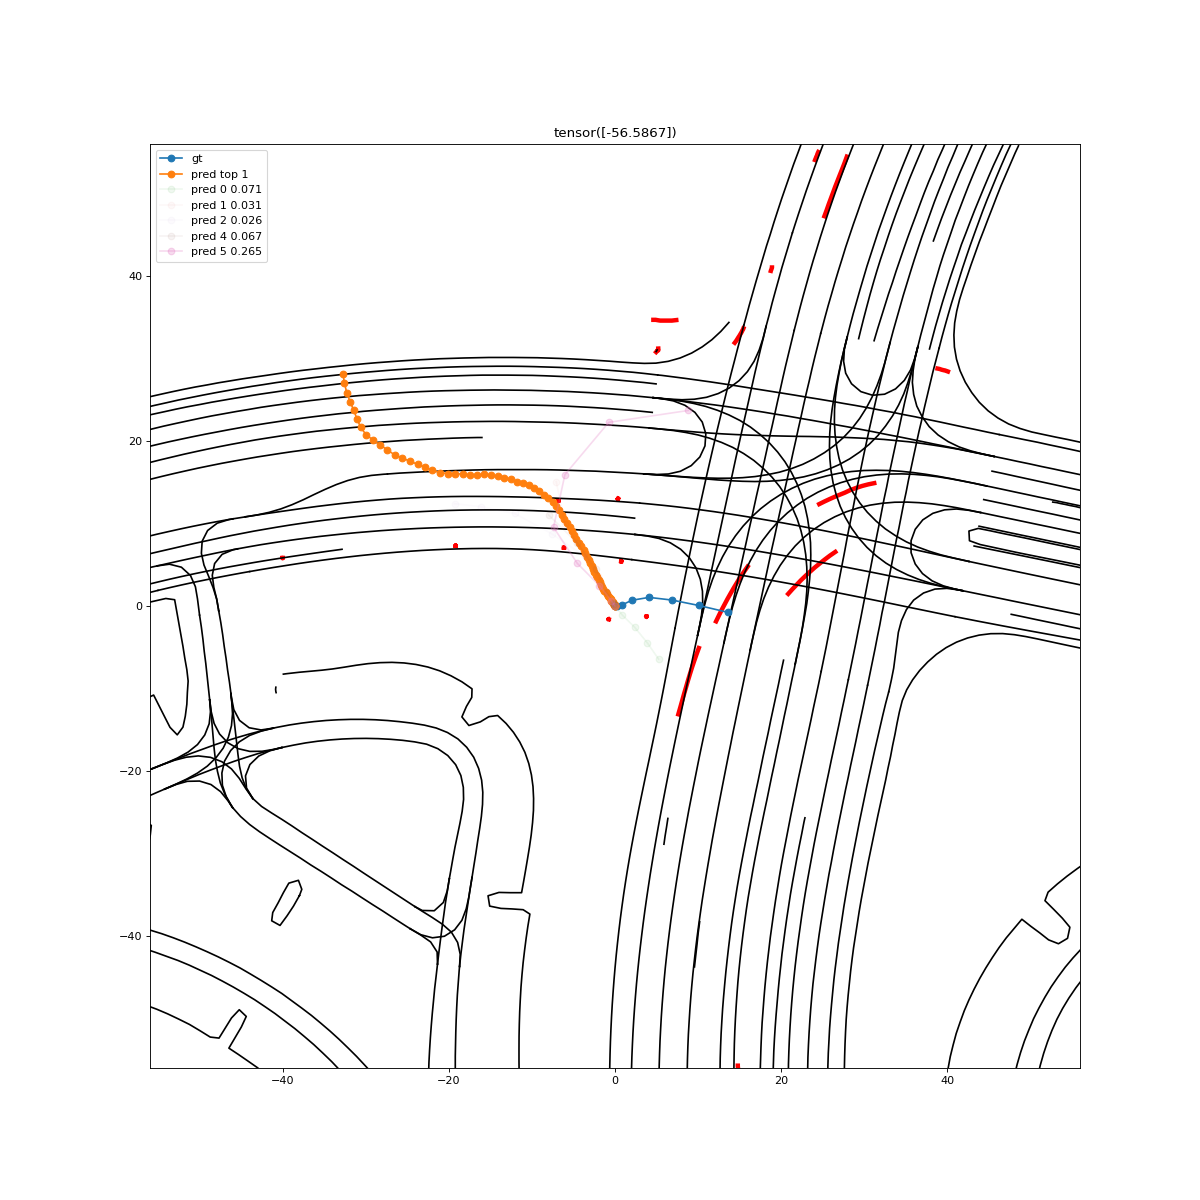 tensor([-56.5867])
gt
pred top 1
pred 0 0.071
pred 1 0.031
pred 2 0.026
pred 4 0.067
pred 5 0.265
40
20
0
−20
−40
−40 −20 0 20 40